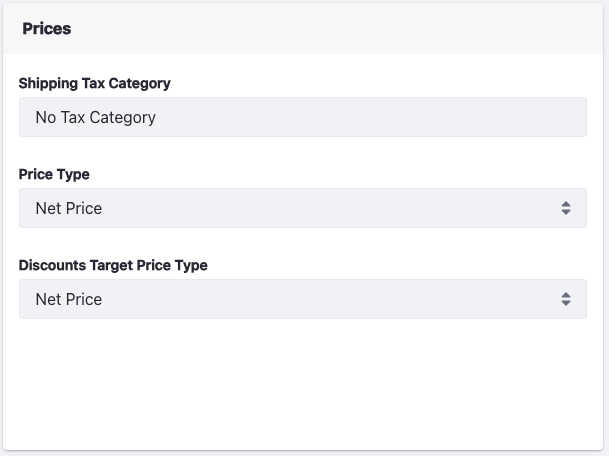 Prices
Shipping Tax Category
No Tax Category
Price Type
Net Price
Discounts Target Price Type
Net Price